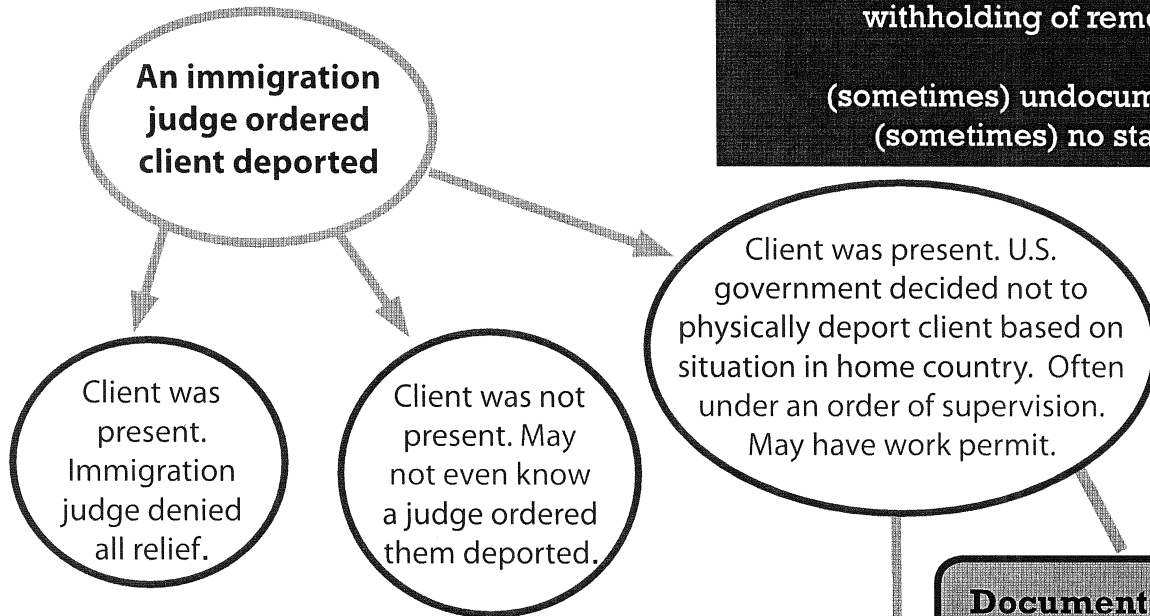 An immigration
judge ordered
client deported
withholding of
(sometimes)
(sometimes) no
Client was present. U.S.
government decided not to
physically deport client based on
situation in home country. Often
under an order of supervision.
May have work permit.
Client was
present.
Immigration
judge denied
all relief.
Client was not
present. May
not even know
a judge ordered
them deported.
Document